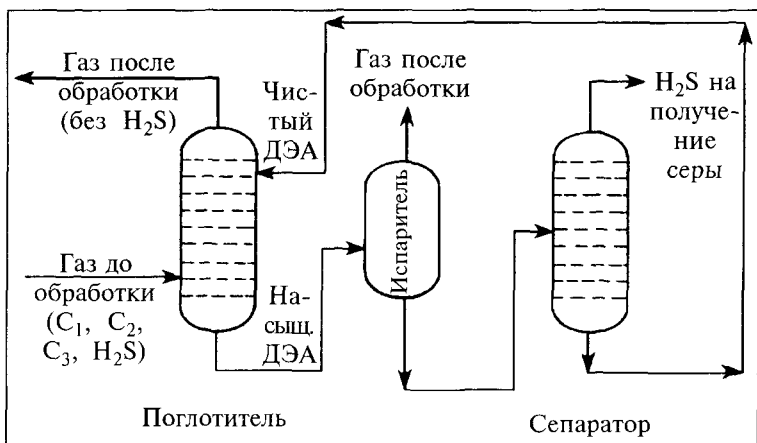 Газ после
обработки
(без H₂S)
Чис-
тый
ДЭА
Газ после
обработки
H₂S на
получе-
ние
серы
Испаритель
Газ до
обработки
(C₁, C₂,
C₃, H₂S)
На-
сыщ.
ДЭА
Поглотитель
Сепаратор